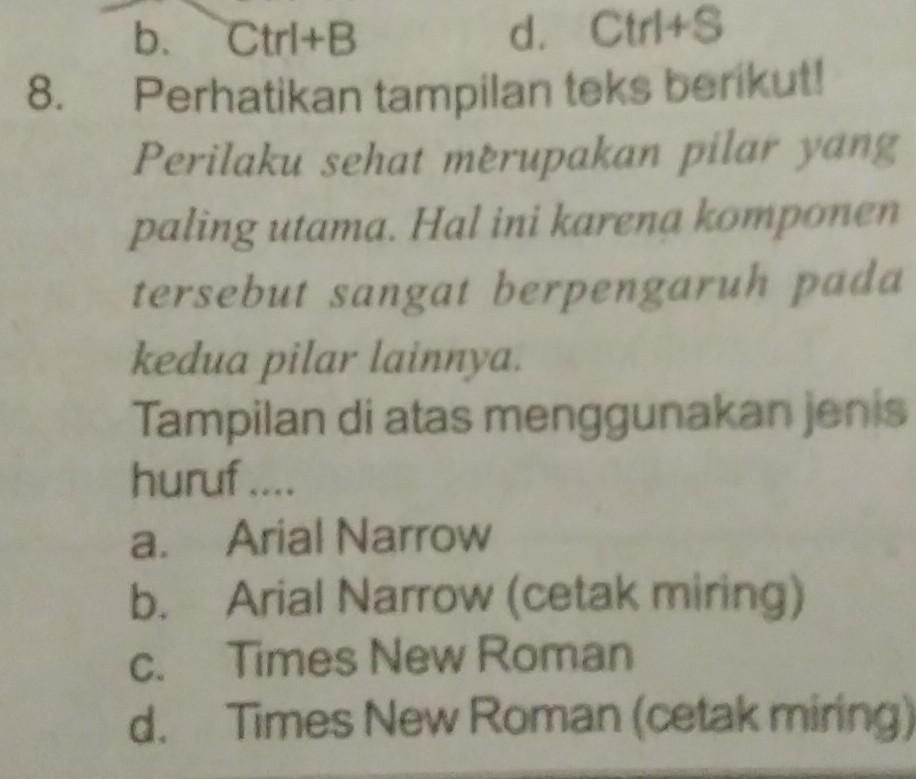 b. Ctrl+B d. Ctrl+S
8. Perhatikan tampilan teks berikut!
Perilaku sehat merupakan pilar yang
paling utama. Hal ini karena komponen
tersebut sangat berpengaruh pada
kedua pilar lainnya.
Tampilan di atas menggunakan jenis
huruf ....
a. Arial Narrow
b. Arial Narrow (cetak miring)
c. Times New Roman
d. Times New Roman (cetak miring)